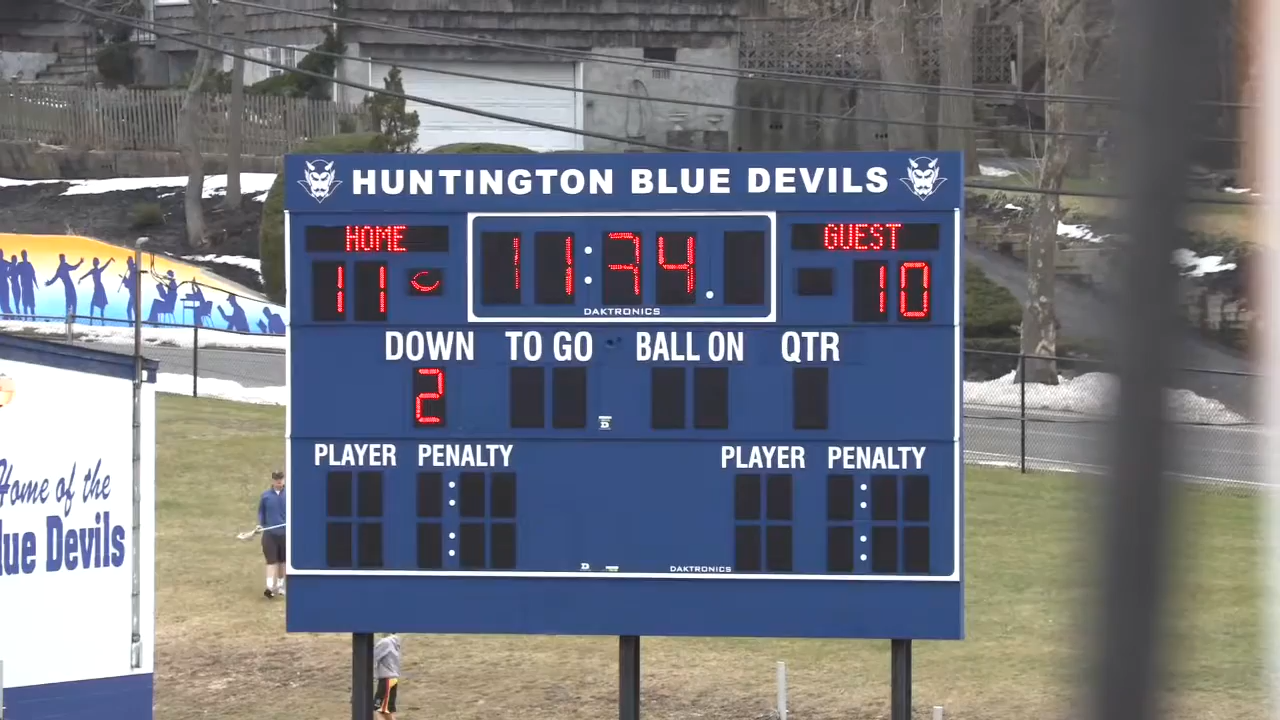 HUNTINGTON BLUE DEVILS
HOME
11:34.
GUEST
11
10
DAKTRONICS
DOWN TO GO BALL ON QTR
2
PLAYER PENALTY
PLAYER PENALTY
DAKTRONICS
Home of the
Blue Devils